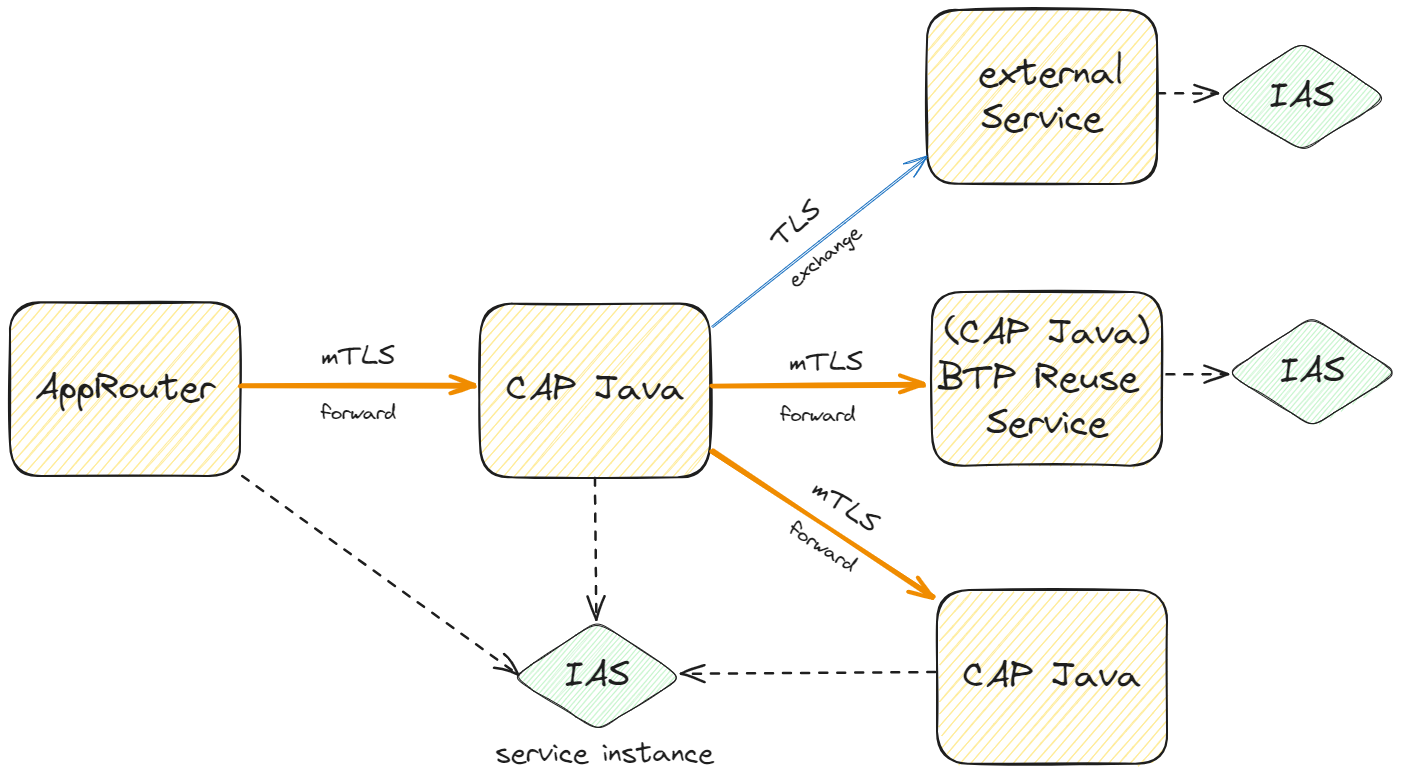 external
Service
IAS
TLS
exchange
AppRouter
mTLS
forward
CAP Java
mTLS
forward
(CAP Java)
BTP Reuse
Service
IAS
mTLS
forward
CAP Java
IAS
service instance